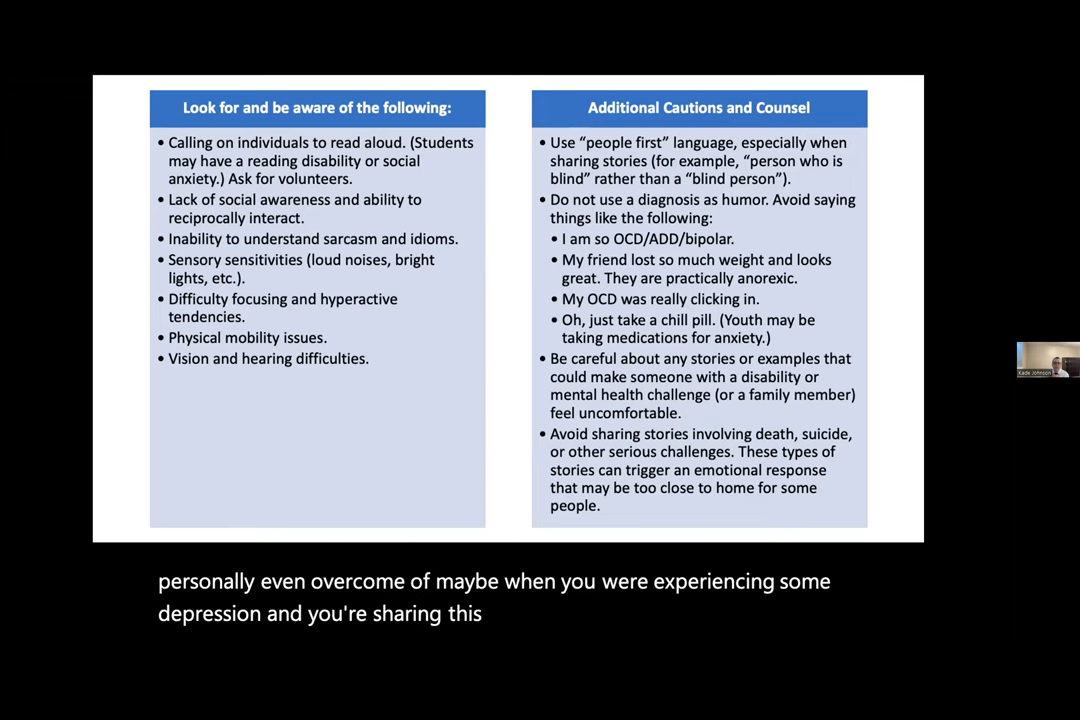 Look for and be aware of the following:
• Calling on individuals to read aloud. (Students
may have a reading disability or social
anxiety.) Ask for volunteers.
• Lack of social awareness and ability to
reciprocally interact.
• Inability to understand sarcasm and idioms.
• Sensory sensitivities (loud noises, bright
lights, etc.).
• Difficulty focusing and hyperactive
tendencies.
• Physical mobility issues.
• Vision and hearing difficulties.
Additional Cautions and Counsel
• Use “people first” language, especially when
sharing stories (for example, “person who is
blind” rather than a “blind person”).
• Do not use a diagnosis as humor. Avoid saying
things like the following:
• I am so OCD/ADD/bipolar.
• My friend lost so much weight and looks
great. They are practically anorexic.
• My OCD was really clicking in.
• Oh, just take a chill pill. (Youth may be
taking medications for anxiety.)
• Be careful about any stories or examples that
could make someone with a disability or
mental health challenge (or a family member)
feel uncomfortable.
• Avoid sharing stories involving death, suicide,
or other serious challenges. These types of
stories can trigger an emotional response
that may be too close to home for some
people.
Kade Johnson
personally even overcome of maybe when you were experiencing some
depression and you're sharing this